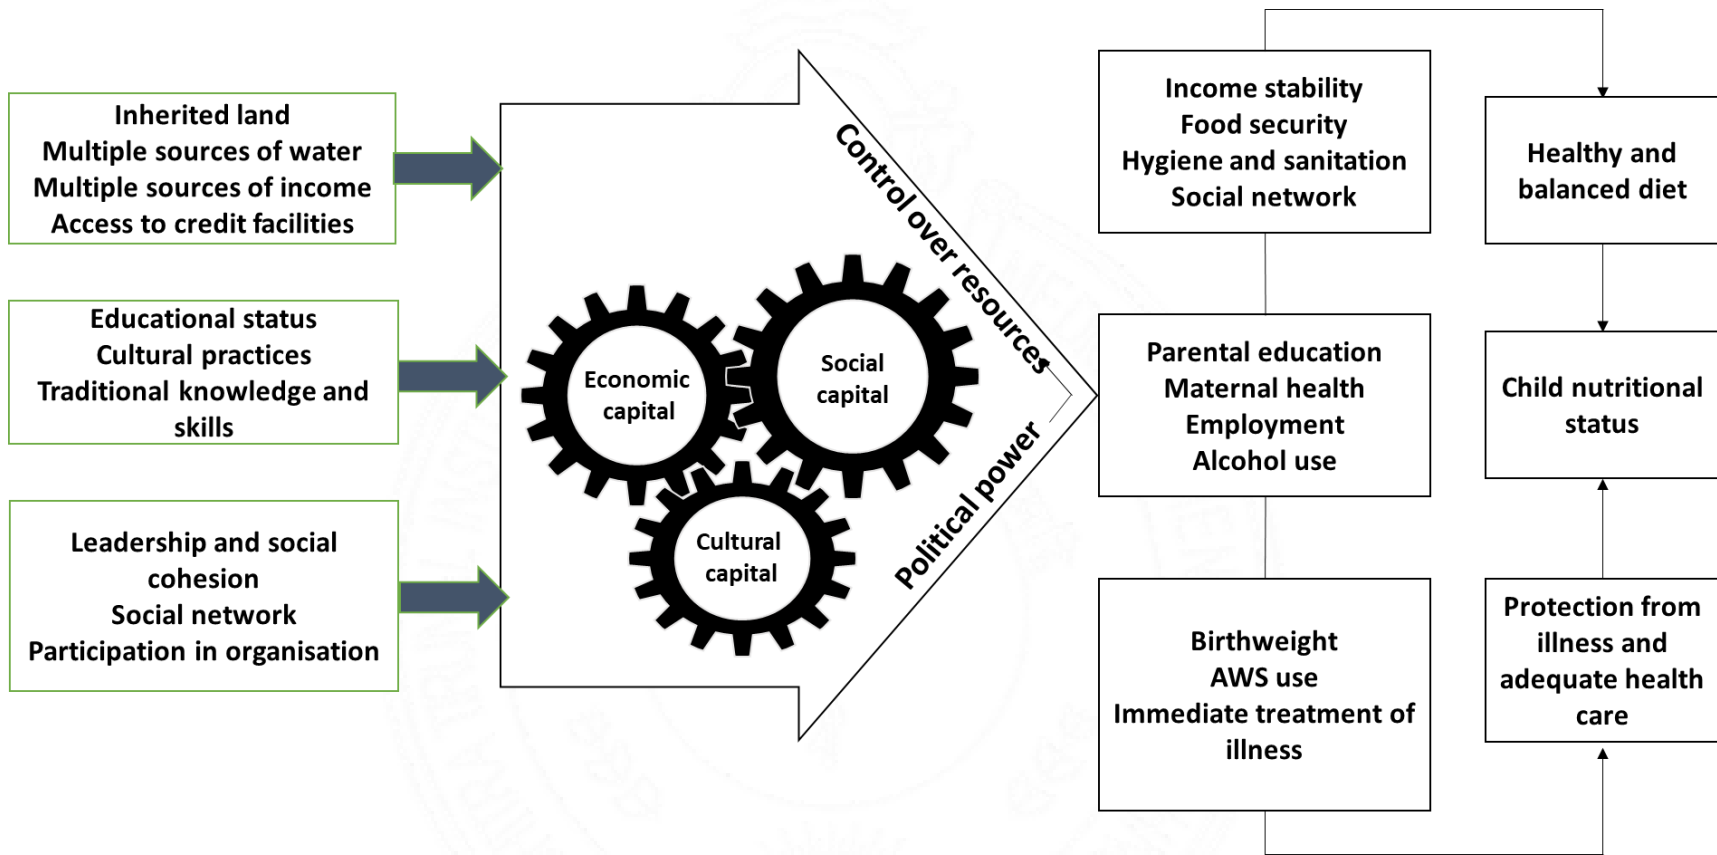 Inherited land
Multiple sources of water
Multiple sources of income
Access to credit facilities
Educational status
Cultural practices
Traditional knowledge and
skills
Leadership and social
cohesion
Social network
Participation in organisation
Economic
capital
Social
capital
Cultural
capital
Control over resources
Political power
Income stability
Food security
Hygiene and sanitation
Social network
Parental education
Maternal health
Employment
Alcohol use
Birthweight
AWS use
Immediate treatment of
illness
Healthy and
balanced diet
Child nutritional
status
Protection from
illness and
adequate health
care